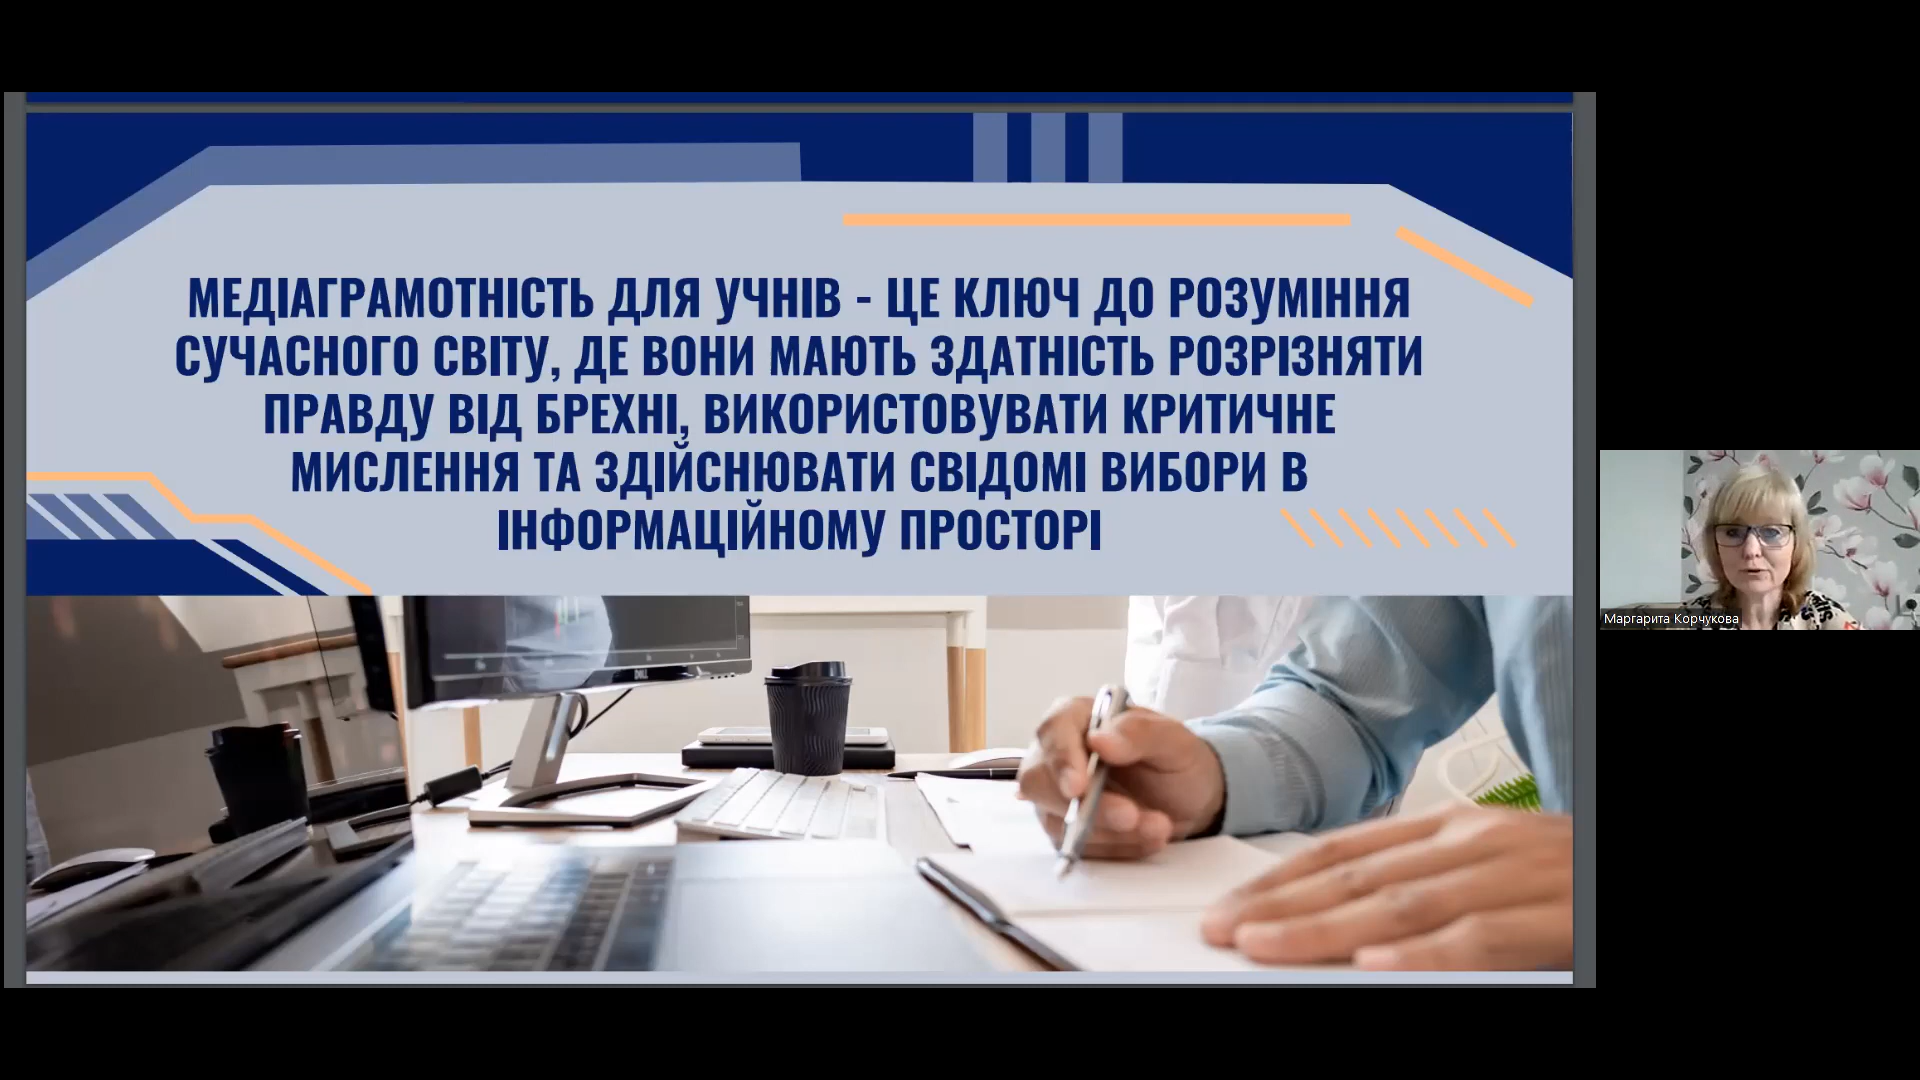 МЕДІАГРАМОТНІСТЬ ДЛЯ УЧНІВ - ЦЕ КЛЮЧ ДО РОЗУМІННЯ
СУЧАСНОГО СВІТУ, ДЕ ВОНИ МАЮТЬ ЗДАТНІСТЬ РОЗРІЗНЯТИ
ПРАВДУ ВІД БРЕХНІ, ВИКОРИСТОВУВАТИ КРИТИЧНЕ
МИСЛЕННЯ ТА ЗДІЙСНЮВАТИ СВІДОМІ ВИБОРИ В
ІНФОРМАЦІЙНОМУ ПРОСТОРІ
DELL
Маргарита Корчукова